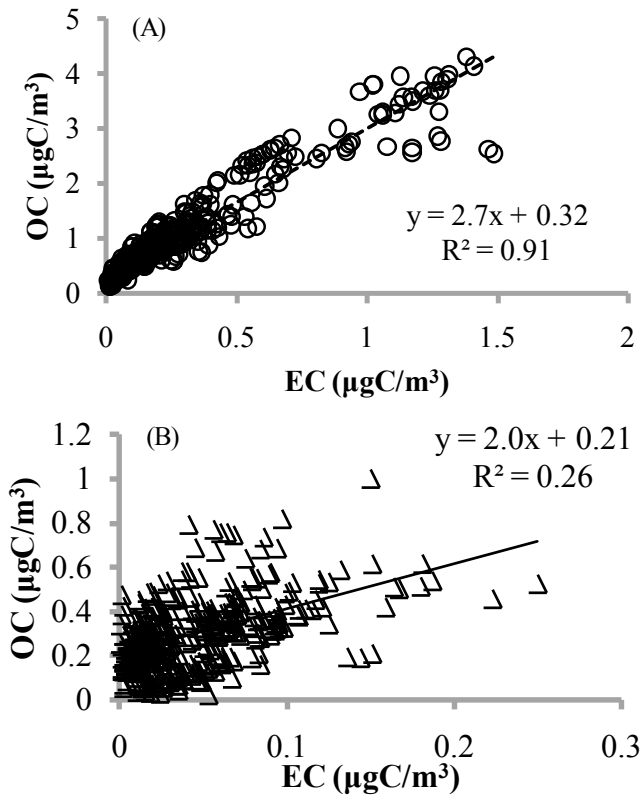 (A)
OC (µgC/m³)
5
4
3
2
1
0
y = 2.7x + 0.32
R² = 0.91
0 0.5 1 1.5 2
EC (µgC/m³)
(B)
OC (µgC/m³)
1.2
1
0.8
0.6
0.4
0.2
0
y = 2.0x + 0.21
R² = 0.26
0 0.1 0.2 0.3
EC (µgC/m³)